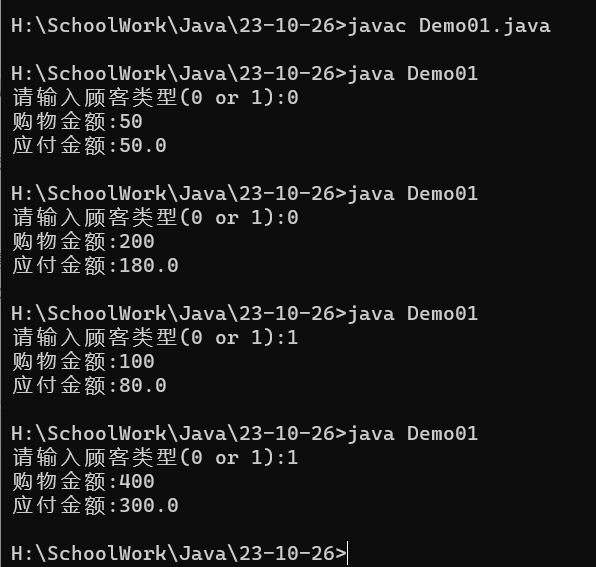 H:\SchoolWork\Java\23-10-26>javac Demo01.java
H:\SchoolWork\Java\23-10-26>java Demo01
请输入顾客类型(0 or 1):0
购物金额:50
应付金额:50.0
H:\SchoolWork\Java\23-10-26>java Demo01
请输入顾客类型(0 or 1):0
购物金额:200
应付金额:180.0
H:\SchoolWork\Java\23-10-26>java Demo01
请输入顾客类型(0 or 1):1
购物金额:100
应付金额:80.0
H:\SchoolWork\Java\23-10-26>java Demo01
请输入顾客类型(0 or 1):1
购物金额:400
应付金额:300.0
H:\SchoolWork\Java\23-10-26>